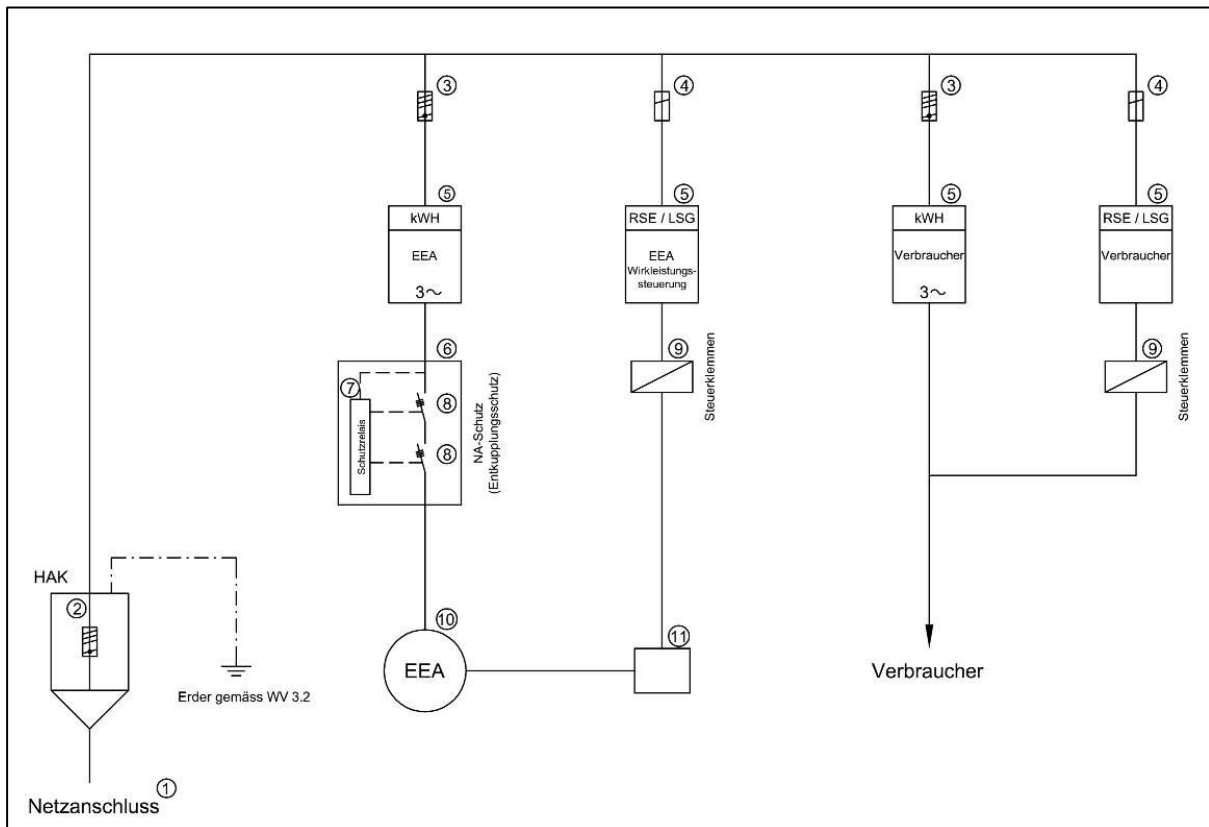 ③
④
③
④
⑤
⑤
⑤
⑤
kWH
EEA
3~
RSE / LSG
EEA
Wirkleistungs-
steuerung
kWH
Verbraucher
3~
RSE / LSG
Verbraucher
⑥
⑦
Schutzrelais
⑧
⑧
NA-Schutz
(Entkupplungsschutz)
⑨
Steuerklemmen
⑨
Steuerklemmen
HAK
②
Erder gemäss WV 3.2
⑩
EEA
⑪
Verbraucher
Netzanschluss ①